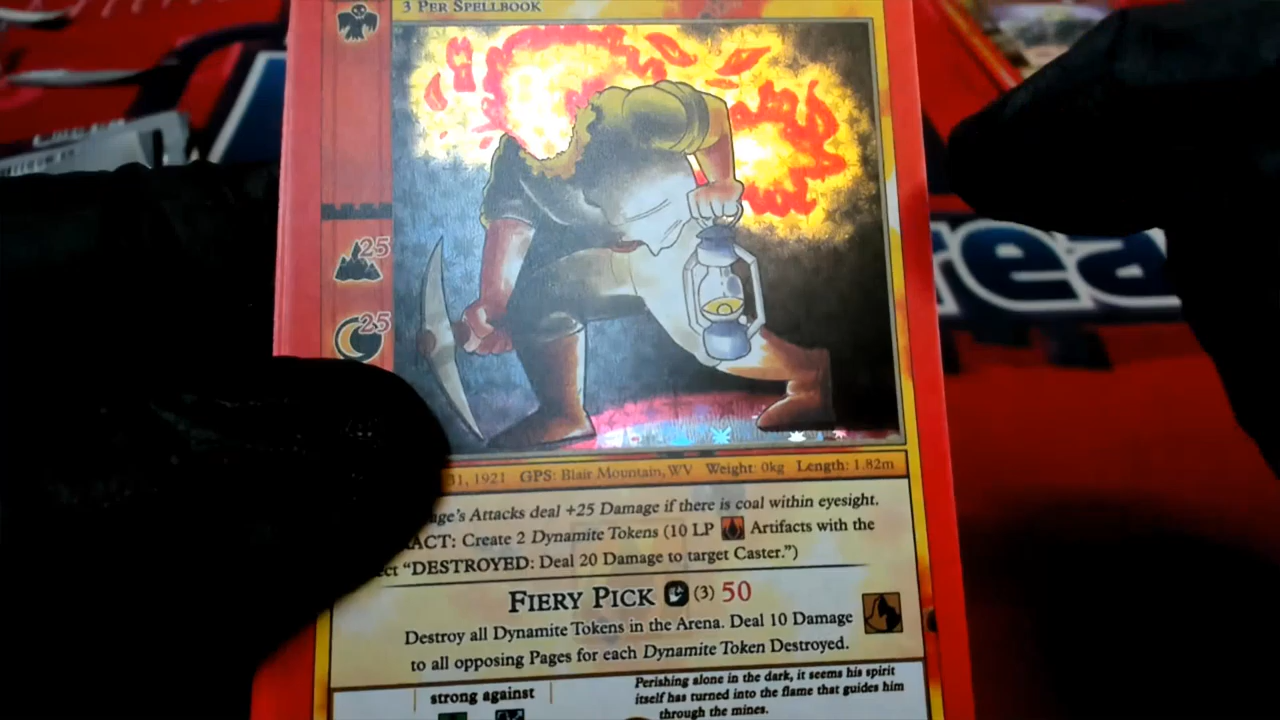 3 PER SPELLBOOK
25
25
31, 1921 GPS: Blair Mountain, WV Weight: 0kg Length: 1.82m
Attacks deal +25 Damage if there is coal within eyesight.
Create 2 Dynamite Tokens (10 LP Artifacts with the
"DESTROYED: Deal 20 Damage to target Caster.")
FIERY PICK (3) 50
Destroy all Dynamite Tokens in the Arena. Deal 10 Damage
to all opposing Pages for each Dynamite Token Destroyed.
strong against
Perishing alone in the dark, it seems his spirit
itself has turned into the flame that guides him
through the mines.